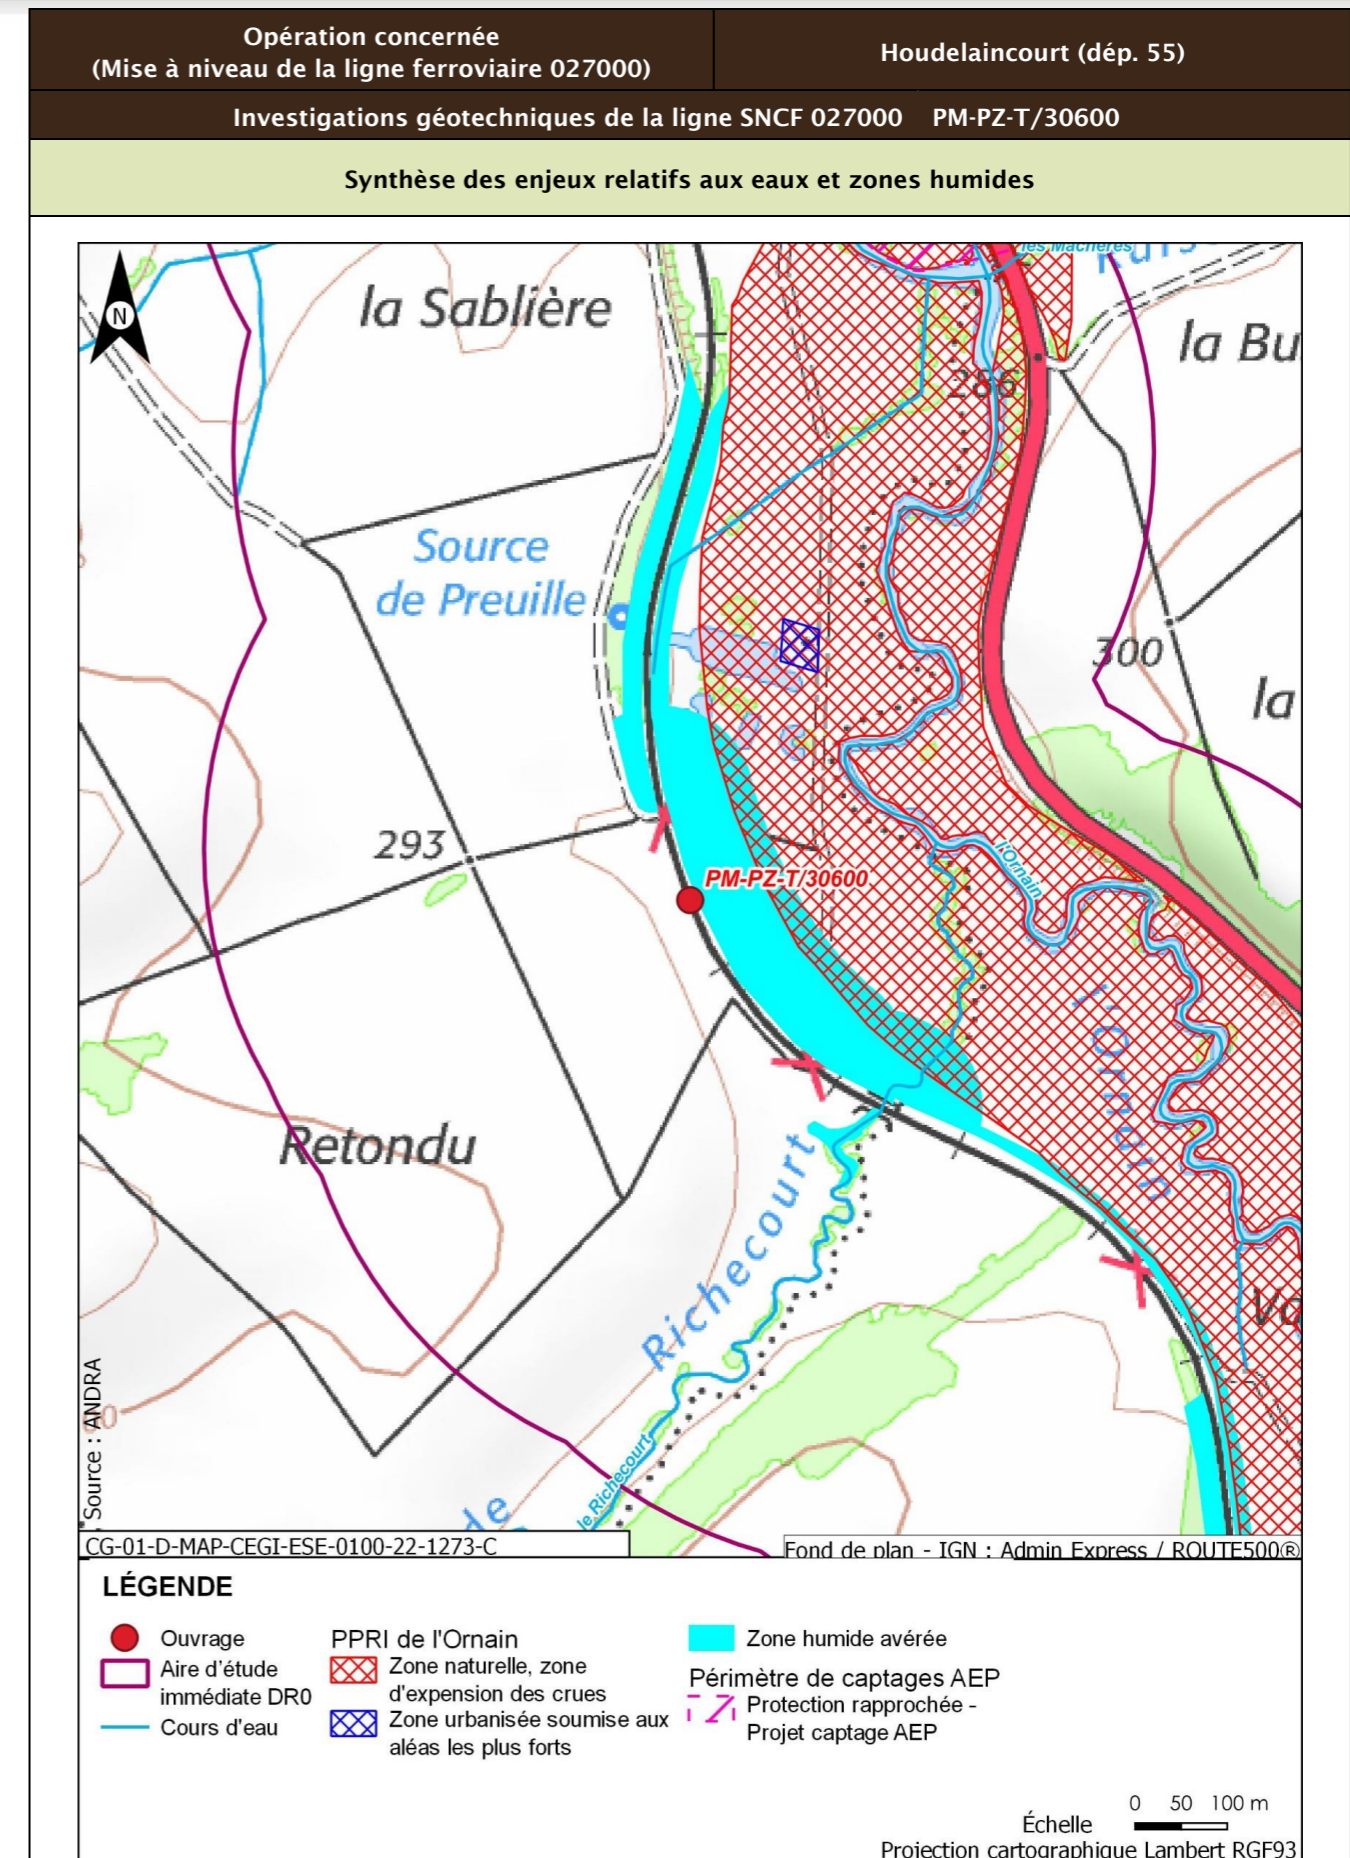 Opération concernée
(Mise à niveau de la ligne ferroviaire 027000)
Houdelaincourt (dép. 55)
Investigations géotechniques de la ligne SNCF 027000 PM-PZ-T/30600
Synthèse des enjeux relatifs aux eaux et zones humides
les Machères
N
la Sablière
la Bu
286
Source
de Preuille
300
la
293
PM-PZ-T/30600
l'Ornain
l'Ornain
Retondu
Richecourt
Va
le Richecourt
de
Source : ANDRA
CG-01-D-MAP-CEGI-ESE-0100-22-1273-C
Fond de plan - IGN : Admin Express / ROUTE500®
LÉGENDE
Ouvrage
Aire d'étude
immédiate DR0
Cours d'eau
PPRI de l'Ornain
Zone naturelle, zone
d'expension des crues
Zone urbanisée soumise aux
aléas les plus forts
Zone humide avérée
Périmètre de captages AEP
Protection rapprochée -
Projet captage AEP
0 50 100 m
Échelle
Projection cartographique Lambert RGF93